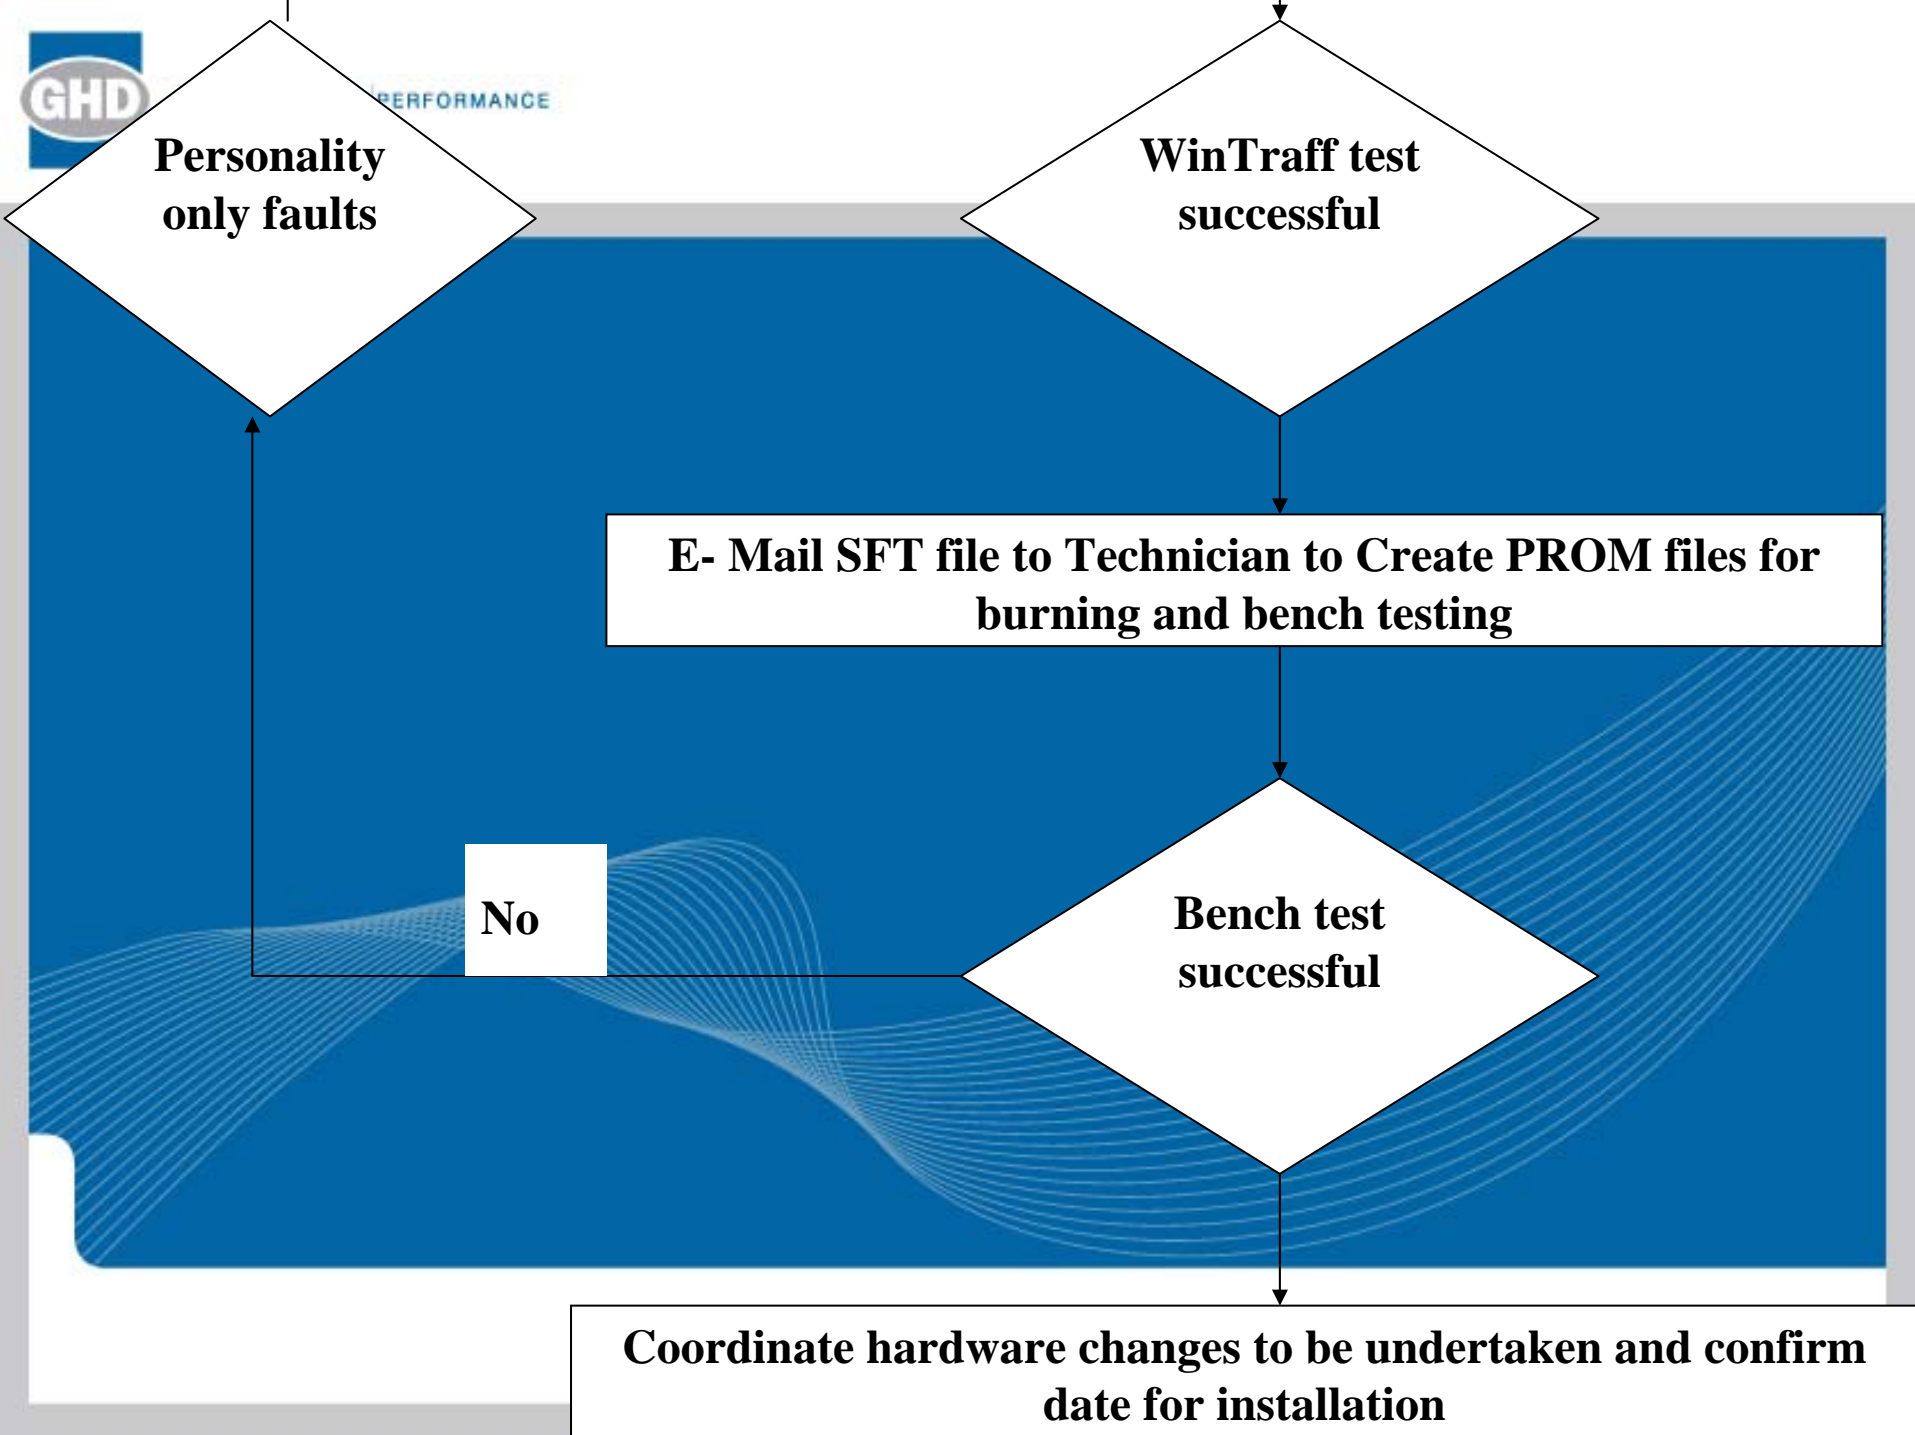 GHD
PERFORMANCE
Personality
only faults
WinTraff test
successful
E- Mail SFT file to Technician to Create PROM files for
burning and bench testing
No
Bench test
successful
Coordinate hardware changes to be undertaken and confirm
date for installation